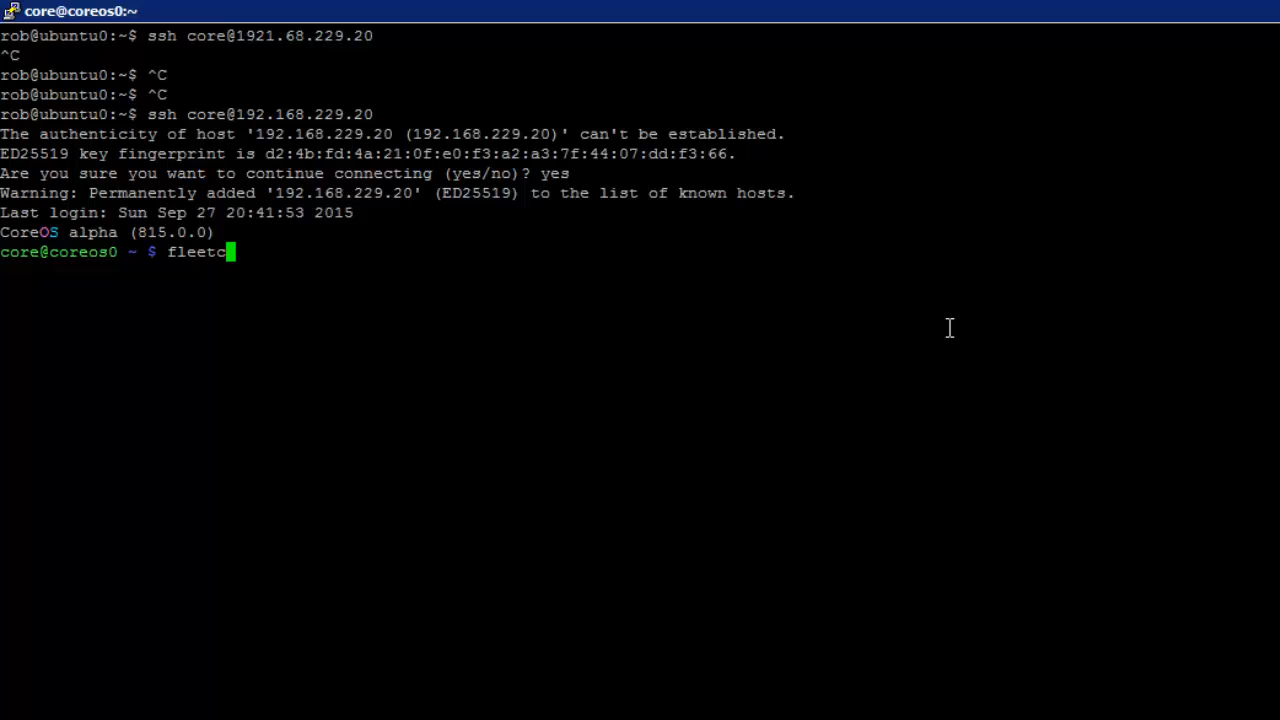 core@coreos0:~
rob@ubuntu0:~$ ssh core@1921.68.229.20
^C
rob@ubuntu0:~$ ^C
rob@ubuntu0:~$ ^C
rob@ubuntu0:~$ ssh core@192.168.229.20
The authenticity of host '192.168.229.20 (192.168.229.20)' can't be established.
ED25519 key fingerprint is d2:4b:fd:4a:21:0f:e0:f3:a2:a3:7f:44:07:dd:f3:66.
Are you sure you want to continue connecting (yes/no)? yes
Warning: Permanently added '192.168.229.20' (ED25519) to the list of known hosts.
Last login: Sun Sep 27 20:41:53 2015
CoreOS alpha (815.0.0)
core@coreos0 ~ $ fleetc